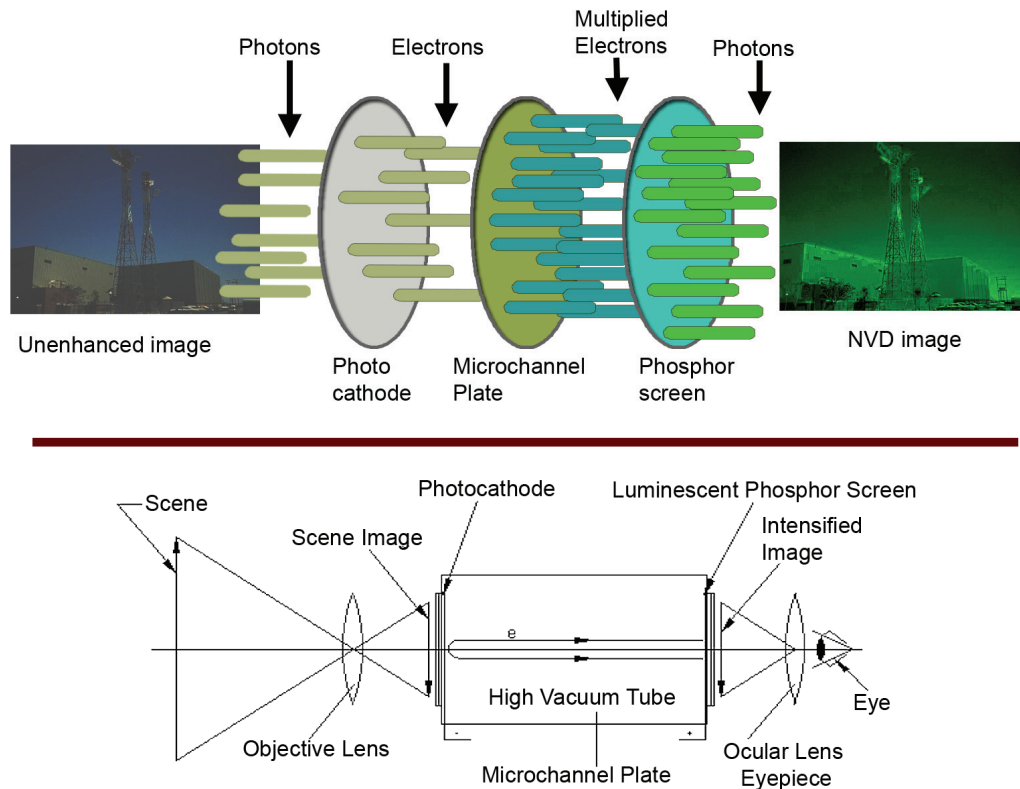 Photons
Electrons
Multiplied
Electrons
Photons
Unenhanced image
Photo
cathode
Microchannel
Plate
Phosphor
screen
NVD image
Photocathode
Luminescent Phosphor Screen
Scene
Scene Image
Intensified
Image
e
High Vacuum Tube
Eye
-
+
Objective Lens
Microchannel Plate
Ocular Lens
Eyepiece